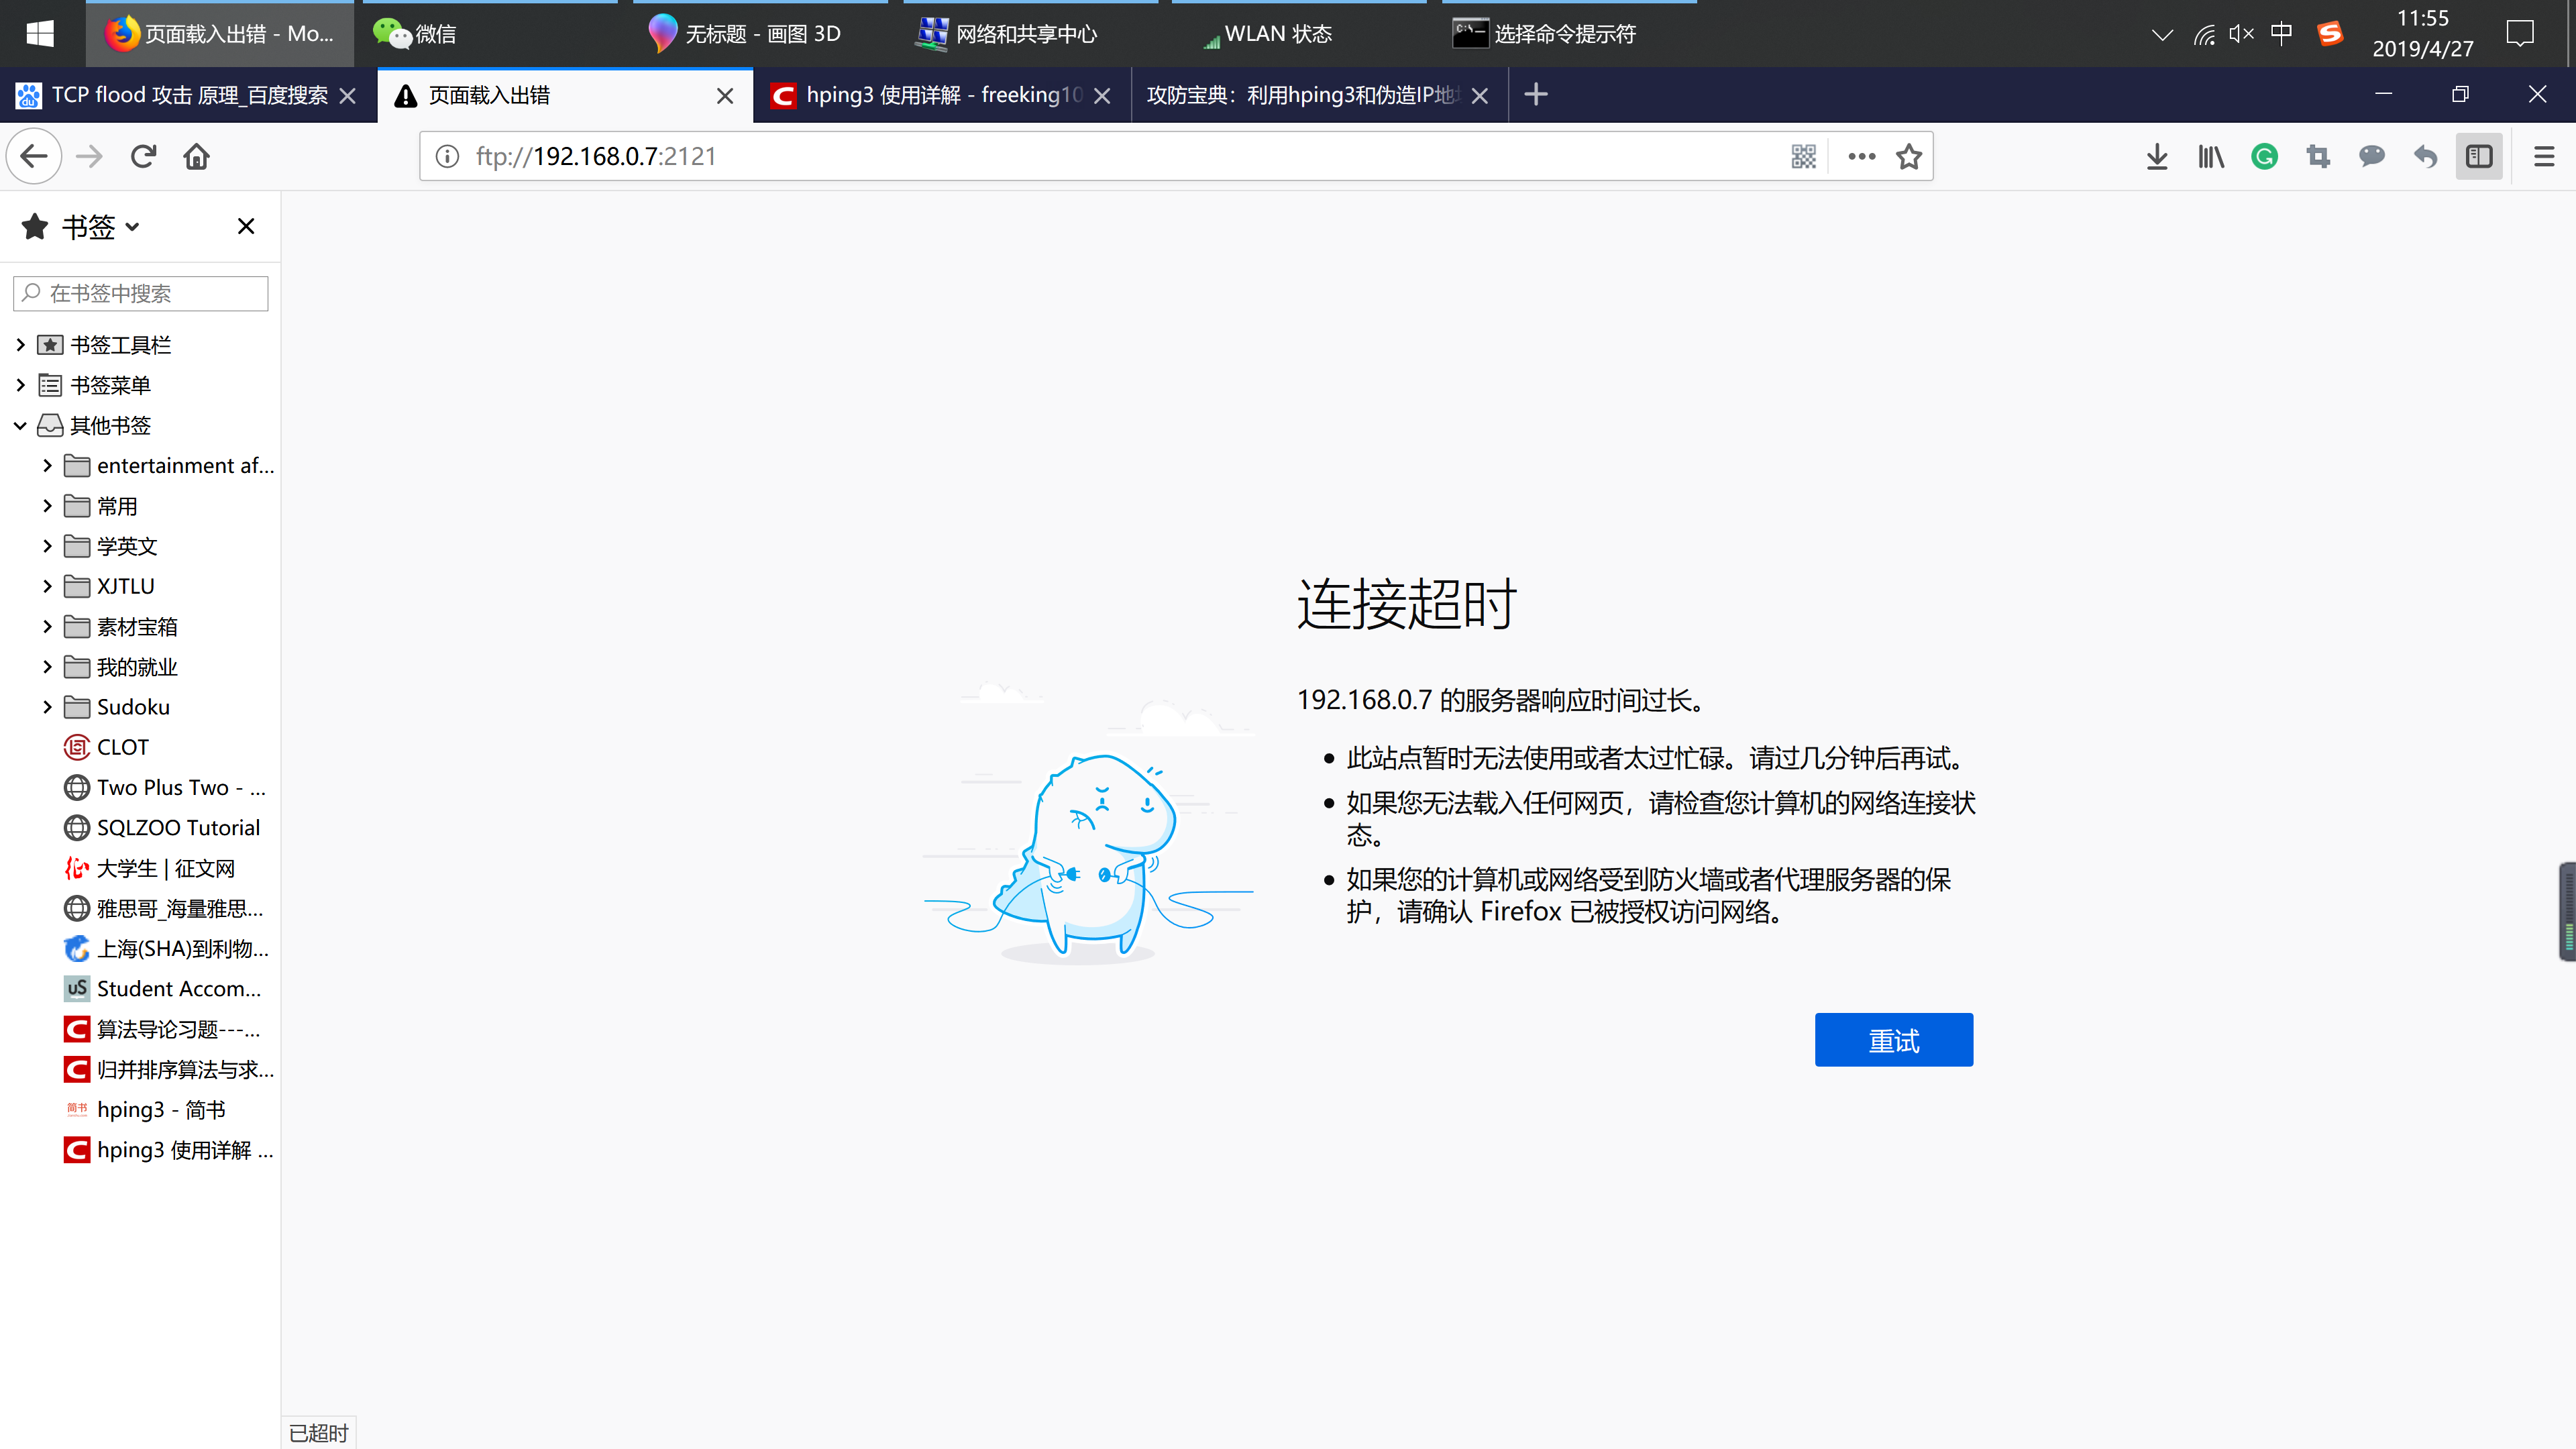 页面载入出错 - Mo...
微信
无标题 - 画图 3D
网络和共享中心
WLAN 状态
选择命令提示符
中
11:55
2019/4/27
TCP flood 攻击 原理_百度搜索
页面载入出错
hping3 使用详解 - freeking10
攻防宝典：利用hping3和伪造IP地
ftp://192.168.0.7:2121
书签
在书签中搜索
书签工具栏
书签菜单
其他书签
entertainment af...
常用
学英文
XJTLU
素材宝箱
我的就业
Sudoku
CLOT
Two Plus Two - ...
SQLZOO Tutorial
大学生 | 征文网
雅思哥_海量雅思...
上海(SHA)到利物...
Student Accom...
算法导论习题---...
归并排序算法与求...
hping3 - 简书
hping3 使用详解 ...
连接超时
192.168.0.7 的服务器响应时间过长。
此站点暂时无法使用或者太过忙碌。请过几分钟后再试。
如果您无法载入任何网页，请检查您计算机的网络连接状
态。
如果您的计算机或网络受到防火墙或者代理服务器的保
护，请确认 Firefox 已被授权访问网络。
重试
已超时